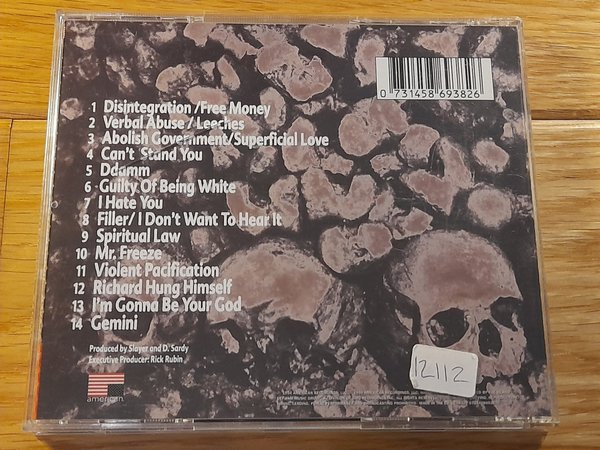 0 731458 693826
1 Disintegration /Free Money
2 Verbal Abuse / Leeches
3 Abolish Government/Superficial Love
4 Can't Stand You
5 Ddamm
6 Guilty Of Being White
7 I Hate You
8 Filler/ I Don't Want To Hear It
9 Spiritual Law
10 Mr. Freeze
11 Violent Pacification
12 Richard Hung Himself
13 I'm Gonna Be Your God
14 Gemini
Produced by Slayer and D. Sardy
Executive Producer: Rick Rubin
american
12112